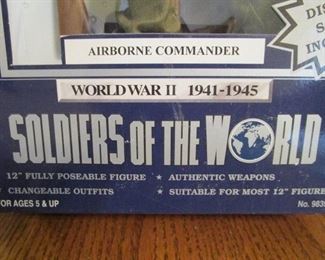 AIRBORNE COMMANDER
WORLD WAR II 1941-1945
SOLDIERS OF THE WORLD
12" FULLY POSEABLE FIGURE ★ AUTHENTIC WEAPONS
CHANGEABLE OUTFITS ★ SUITABLE FOR MOST 12" FIGURE
FOR AGES 5 & UP